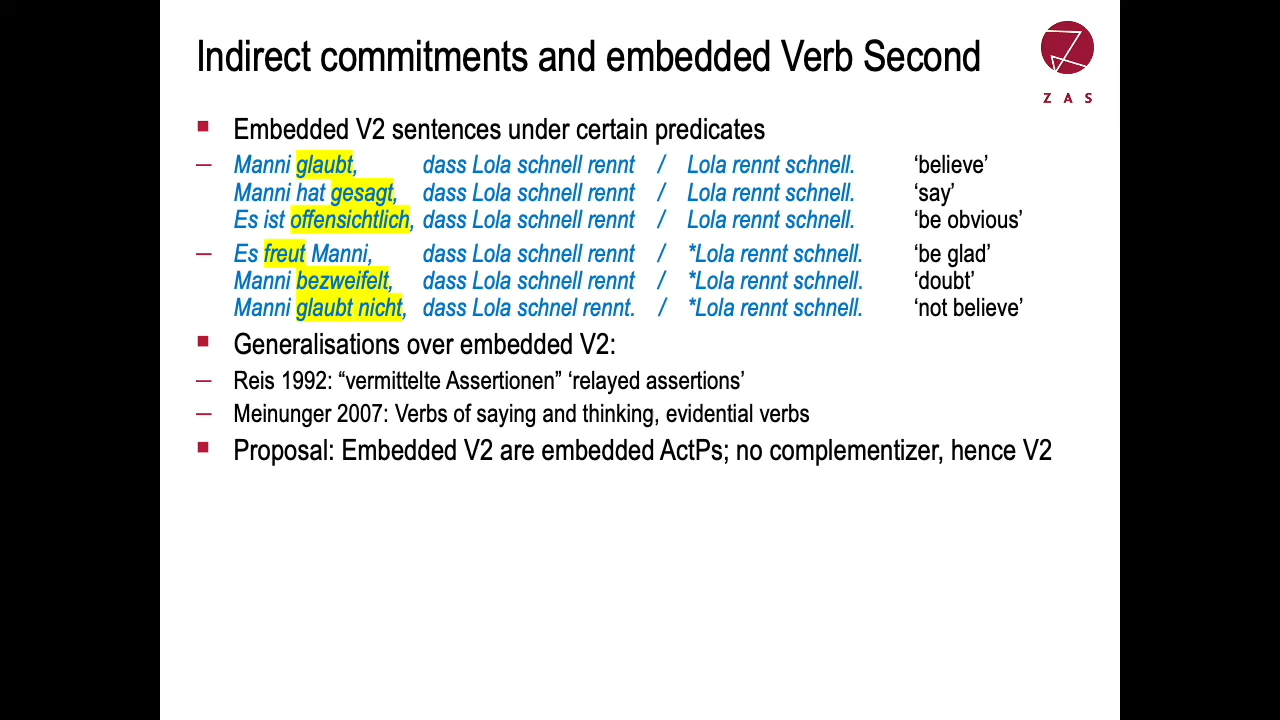 Indirect commitments and embedded Verb Second
Z A S
Embedded V2 sentences under certain predicates
– Manni glaubt, dass Lola schnell rennt / Lola rennt schnell. ‘believe’
Manni hat gesagt, dass Lola schnell rennt / Lola rennt schnell. ‘say’
Es ist offensichtlich, dass Lola schnell rennt / Lola rennt schnell. ‘be obvious’
– Es freut Manni, dass Lola schnell rennt / *Lola rennt schnell. ‘be glad’
Manni bezweifelt, dass Lola schnell rennt / *Lola rennt schnell. ‘doubt’
Manni glaubt nicht, dass Lola schnel rennt. / *Lola rennt schnell. ‘not believe’
Generalisations over embedded V2:
– Reis 1992: “vermittelte Assertionen” ‘relayed assertions’
– Meinunger 2007: Verbs of saying and thinking, evidential verbs
Proposal: Embedded V2 are embedded ActPs; no complementizer, hence V2